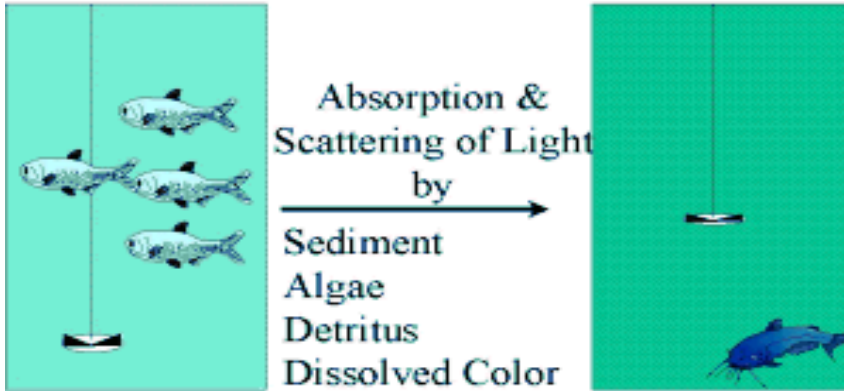 Absorption &
Scattering of Light
by
Sediment
Algae
Detritus
Dissolved Color